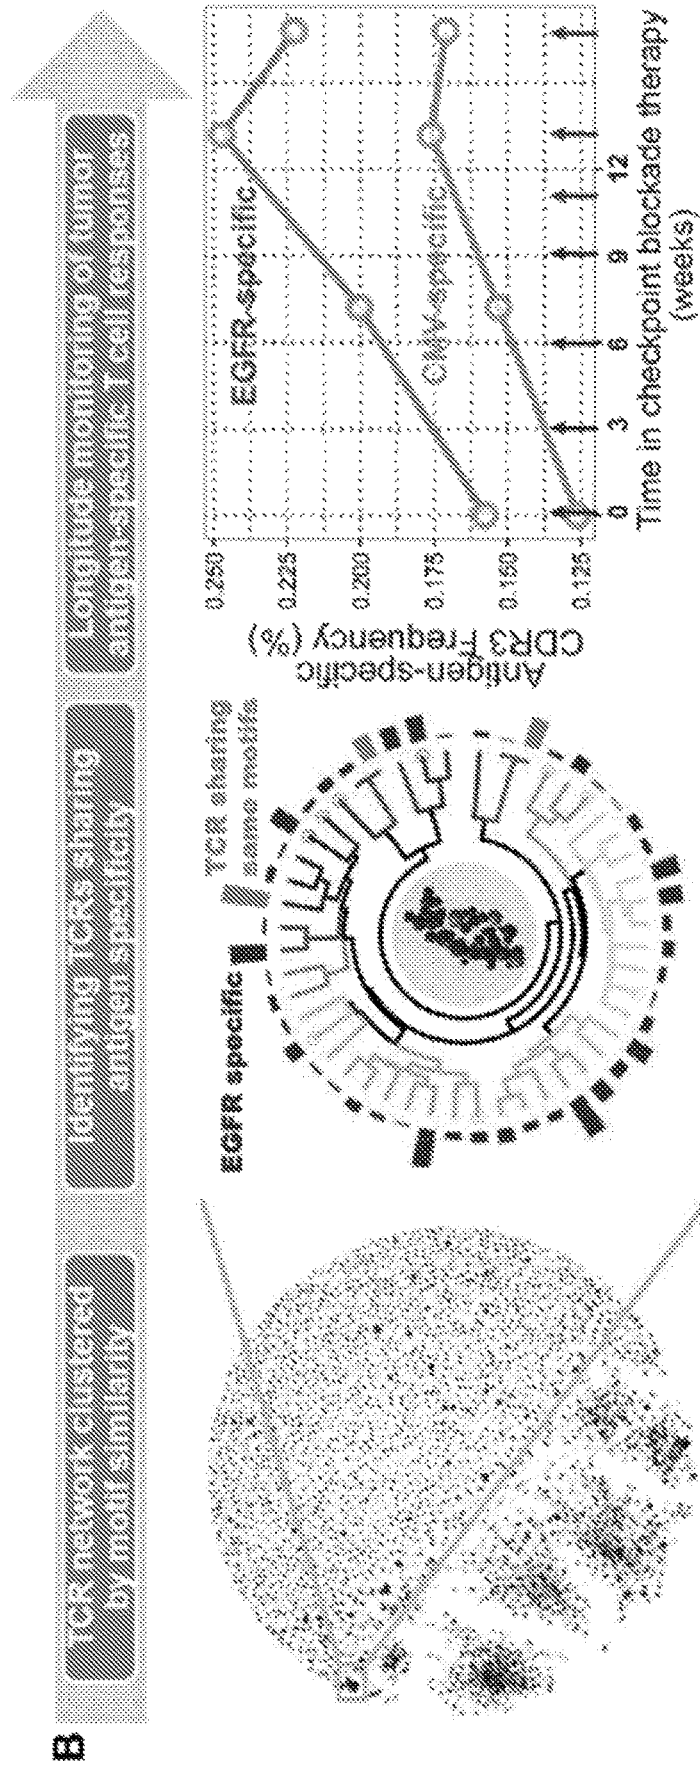 B
TCR network clustered
by motif similarity
Identifying TCRs sharing
antigen specificity
Longitude monitoring of tumor
antigen-specific T cell responses
EGFR specific
TCR sharing
same motifs
Antigen-specific
CDR3 Frequency (%)
0.250
0.225
0.200
0.175
0.150
0.125
EGFR-specific
CMV-specific
0 3 6 9 12
Time in checkpoint blockade therapy
(weeks)